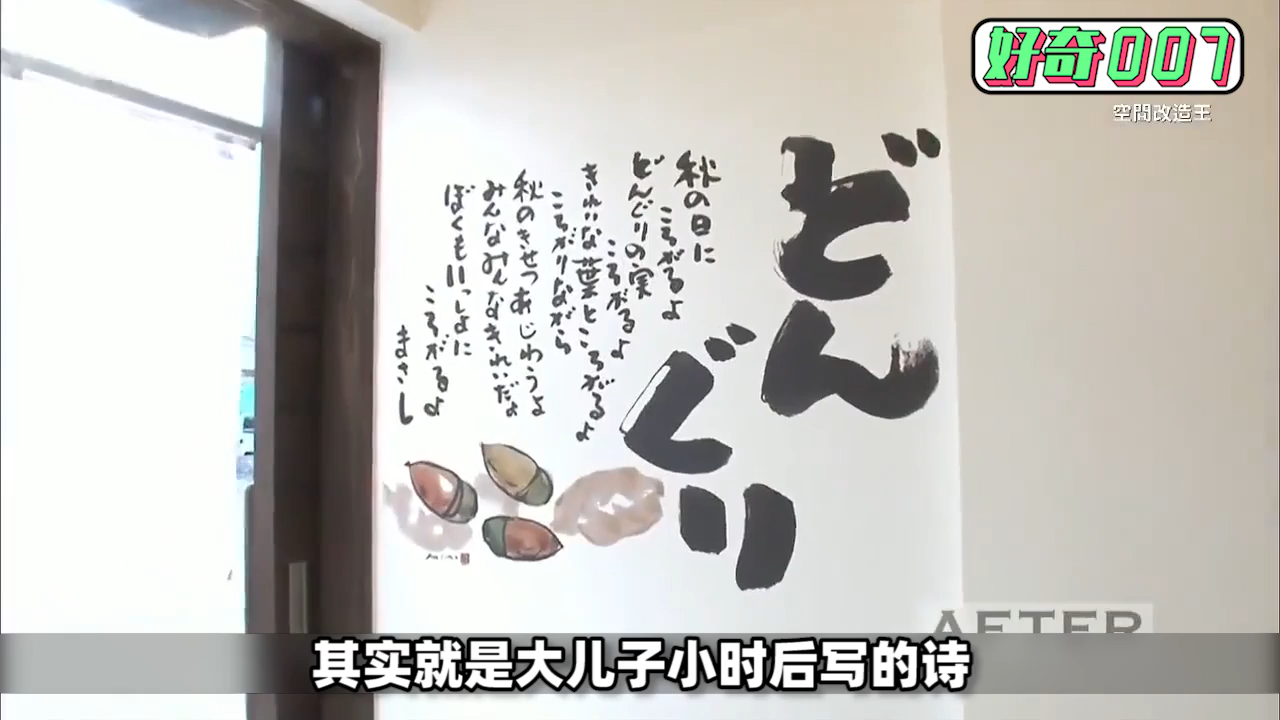 好奇007
空間改造王
どんぐり
秋の日に
ころがるよ
どんぐりの実
ころがるよ
きれいな葉ところがるよ
ころがりながら
秋のきせつあじわうよ
みんなみんなきれいだよ
ぼくもいっしょに
ころがるよ
まさし
AFTER
其实就是大儿子小时后写的诗